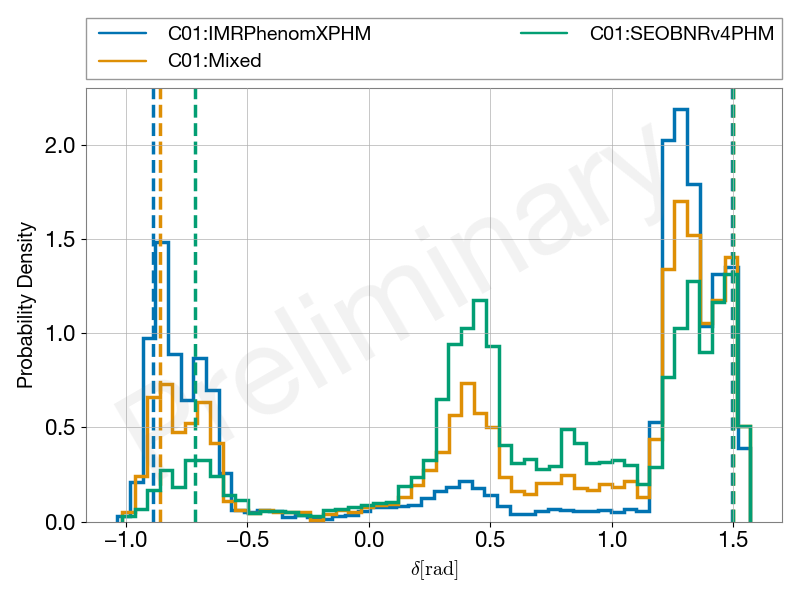 C01:IMRPhenomXPHM
C01:Mixed
C01:SEOBNRv4PHM
Preliminary
Probability Density
2.0
1.5
1.0
0.5
0.0
−1.0 −0.5 0.0 0.5 1.0 1.5
δ[rad]